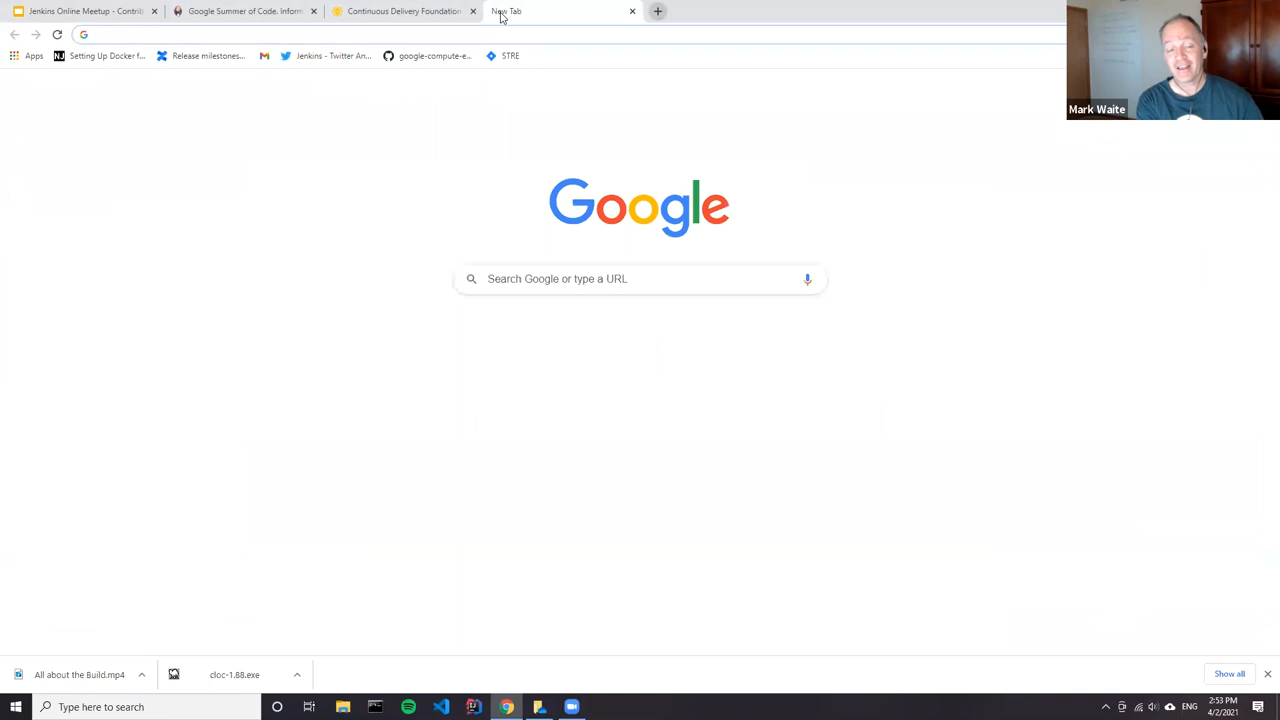 Jenkins Online Meetup - Contrib
Google Summer of Code. Inform
Continuous Delivery Foundation
New Tab
Apps
Setting Up Docker f...
Release milestones...
Jenkins - Twitter An...
google-compute-e...
STRE
Mark Waite
Google
Search Google or type a URL
All about the Build.mp4
cloc-1.88.exe
Show all
Type here to search
ENG
2:53 PM
4/2/2021